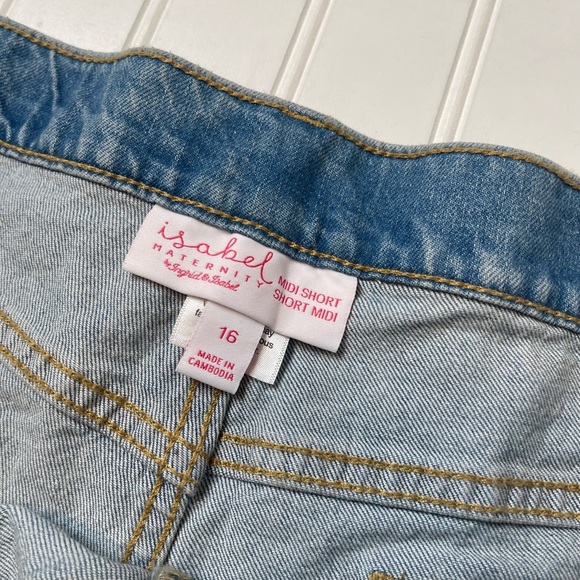 isabel
MATERNITY
by Ingrid & Isabel
MIDI SHORT
SHORT MIDI
16
MADE IN
CAMBODIA